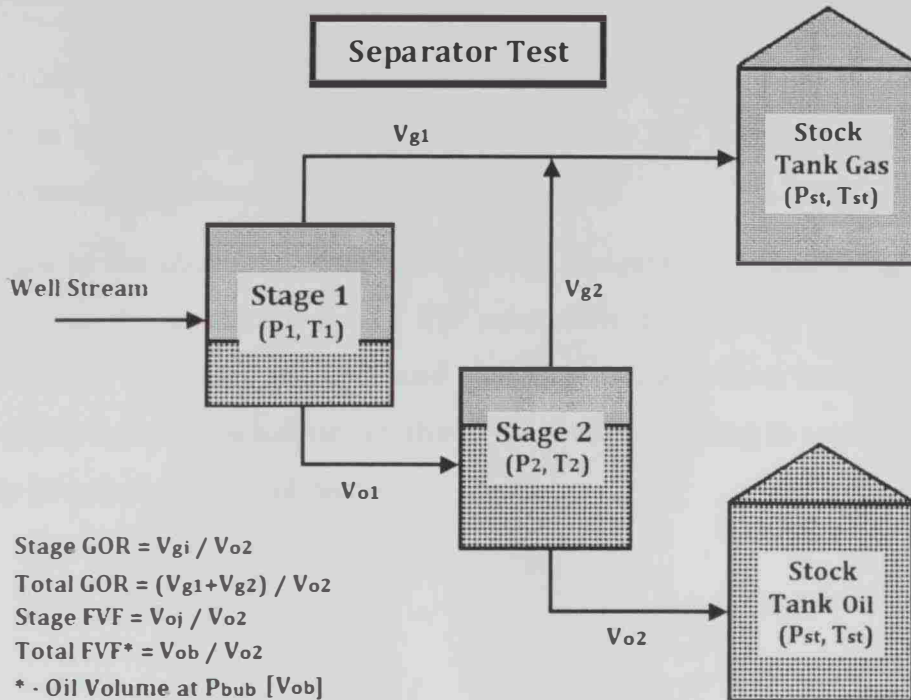 Separator Test
Vg1
Stock
Tank Gas
(Pst, Tst)
Well Stream
Stage 1
(P1, T1)
Vg2
Stage 2
(P2, T2)
Vo1
Stage GOR = Vgi / Vo2
Total GOR = (Vg1+Vg2) / Vo2
Stage FVF = Voj / Vo2
Total FVF* = Vob / Vo2
* - Oil Volume at Pbub [Vob]
Vo2
Stock
Tank Oil
(Pst, Tst)